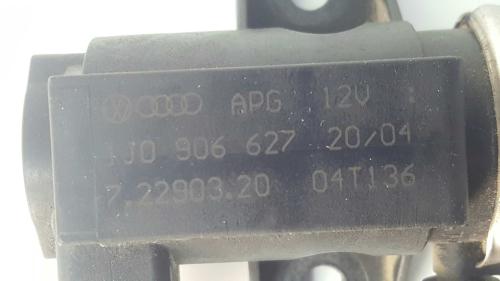 APG 12V :
1J0 906 627 20/04
7.22903.20 04T136